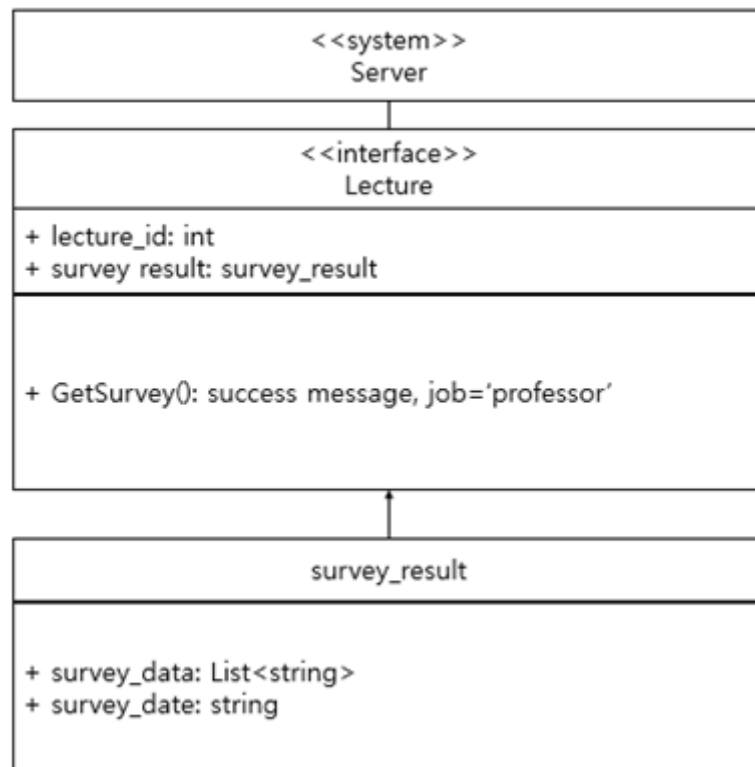 <<system>>
Server
<<interface>>
Lecture
+ lecture_id: int
+ survey result: survey_result
+ GetSurvey(): success message, job=‘professor’
survey_result
+ survey_data: List<string>
+ survey_date: string